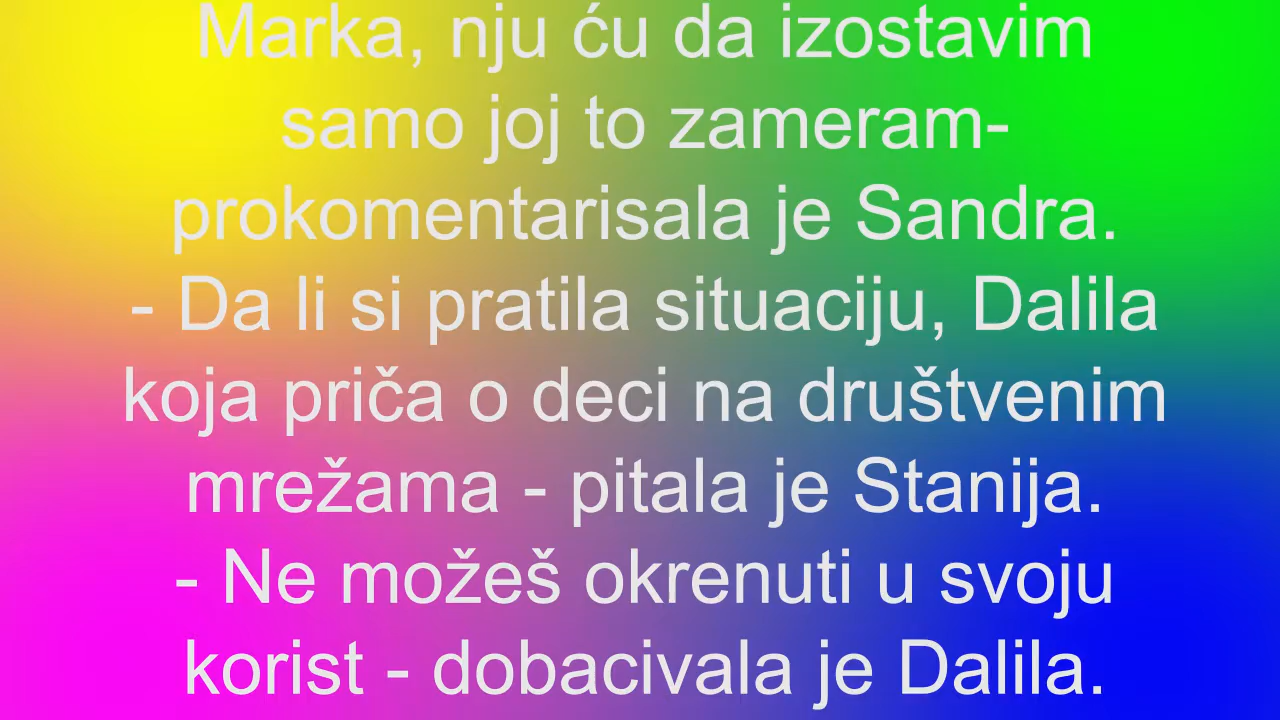 Marka, nju ću da izostavim
samo joj to zameram-
prokomentarisala je Sandra.
- Da li si pratila situaciju, Dalila
koja priča o deci na društvenim
mrežama - pitala je Stanija.
- Ne možeš okrenuti u svoju
korist - dobacivala je Dalila.